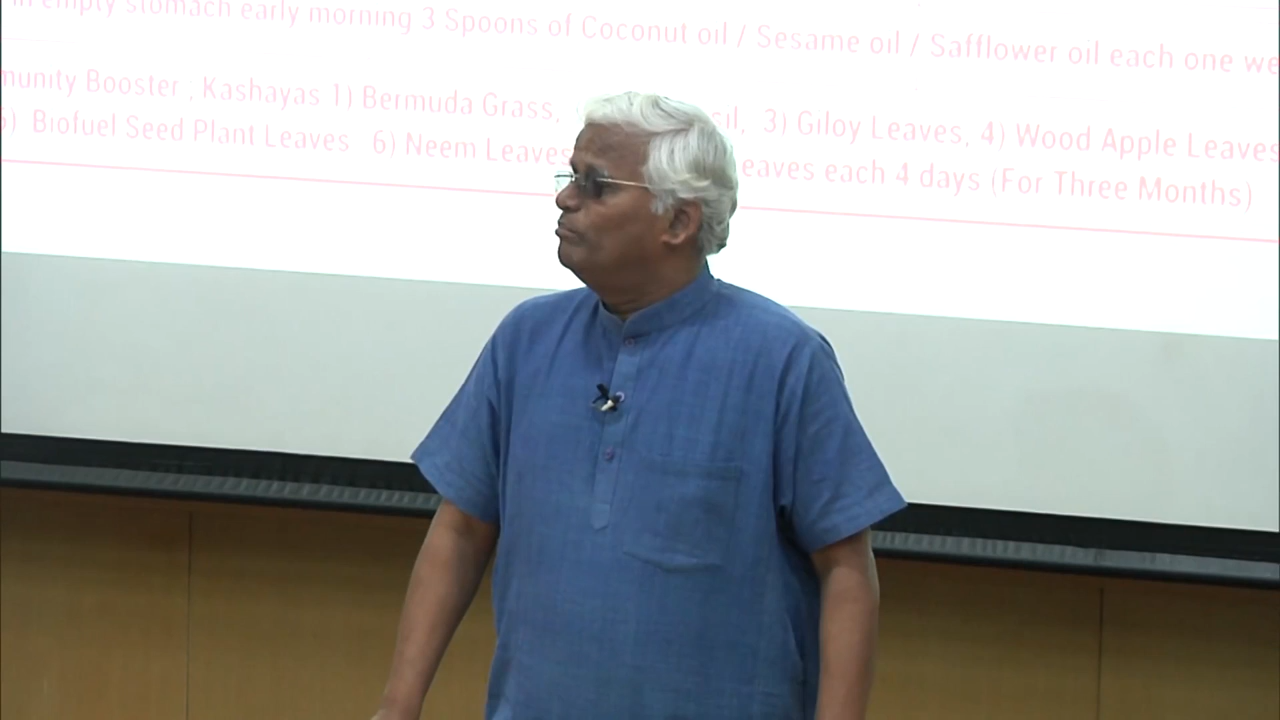 empty stomach early morning 3 Spoons of Coconut oil / Sesame oil / Safflower oil each one we
munity Booster ; Kashayas 1) Bermuda Grass, sil, 3) Giloy Leaves, 4) Wood Apple Leaves
) Biofuel Seed Plant Leaves 6) Neem Leaves eaves each 4 days (For Three Months)